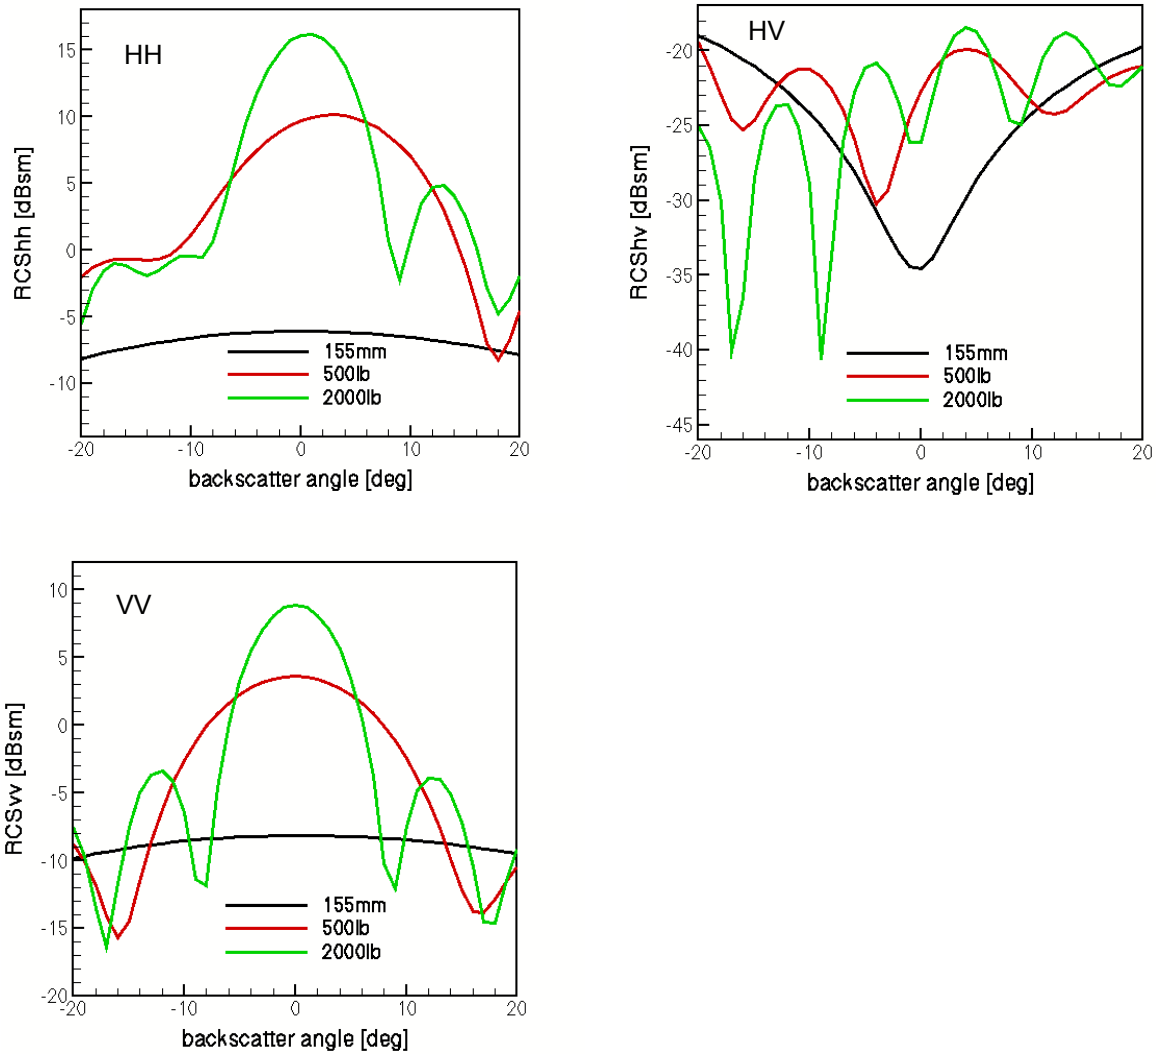 HH
RCShh [dBsm]
15
10
5
0
-5
-10
155mm
500lb
2000lb
-20
-10
0
10
20
backscatter angle [deg]
HV
RCShv [dBsm]
-20
-25
-30
-35
-40
-45
155mm
500lb
2000lb
-20
-10
0
10
20
backscatter angle [deg]
VV
RCSvv [dBsm]
10
5
0
-5
-10
-15
-20
155mm
500lb
2000lb
-20
-10
0
10
20
backscatter angle [deg]